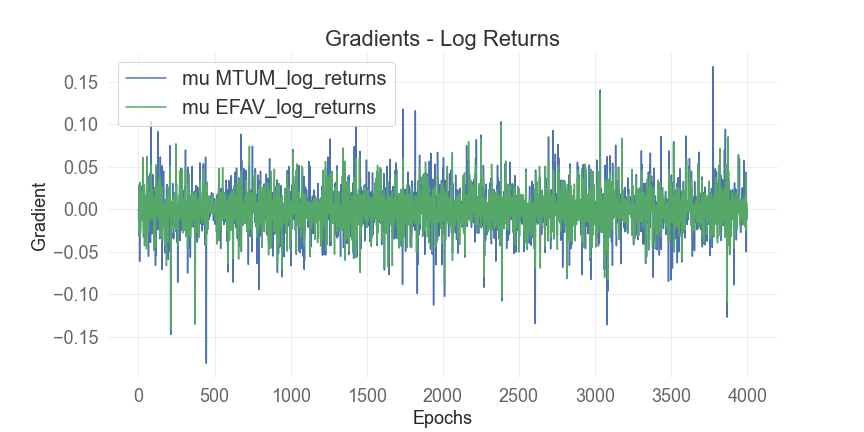 Gradients - Log Returns
mu MTUM_log_returns
mu EFAV_log_returns
0.15
0.10
0.05
0.00
−0.05
−0.10
−0.15
Gradient
0 500 1000 1500 2000 2500 3000 3500 4000
Epochs